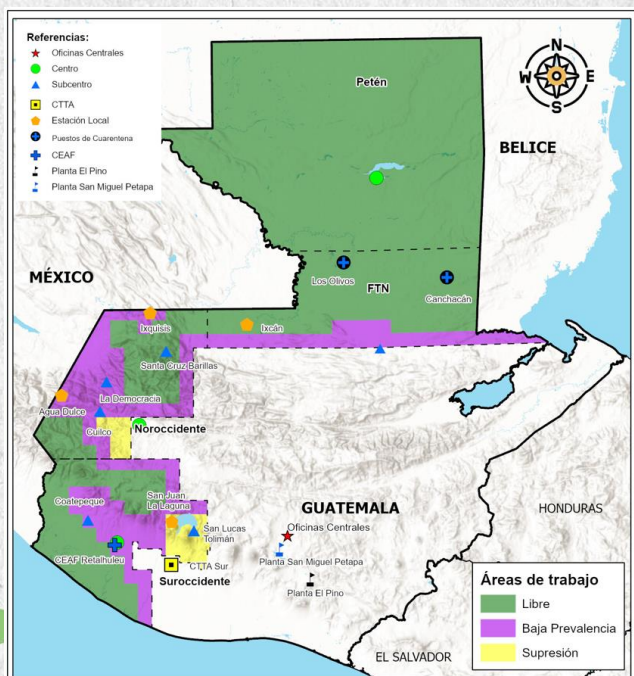 Referencias:
Oficinas Centrales
Centro
Subcentro
CTTA
Estación Local
Puestos de Cuarentena
CEAF
Planta El Pino
Planta San Miguel Petapa
N
W
E
S
Petén
BELICE
MÉXICO
Los Olivos
FTN
Canchacán
Ixquisis
Ixcán
Santa Cruz Barillas
La Democracia
Agua Dulce
Cuilco
Noroccidente
Coatepeque
San Juan
La Laguna
GUATEMALA
HONDURAS
San Lucas
Tolimán
Oficinas Centrales
CEAF Retalhuleu
CTTA Sur
Planta San Miguel Petapa
Suroccidente
Planta El Pino
Áreas de trabajo
Libre
Baja Prevalencia
Supresión
EL SALVADOR